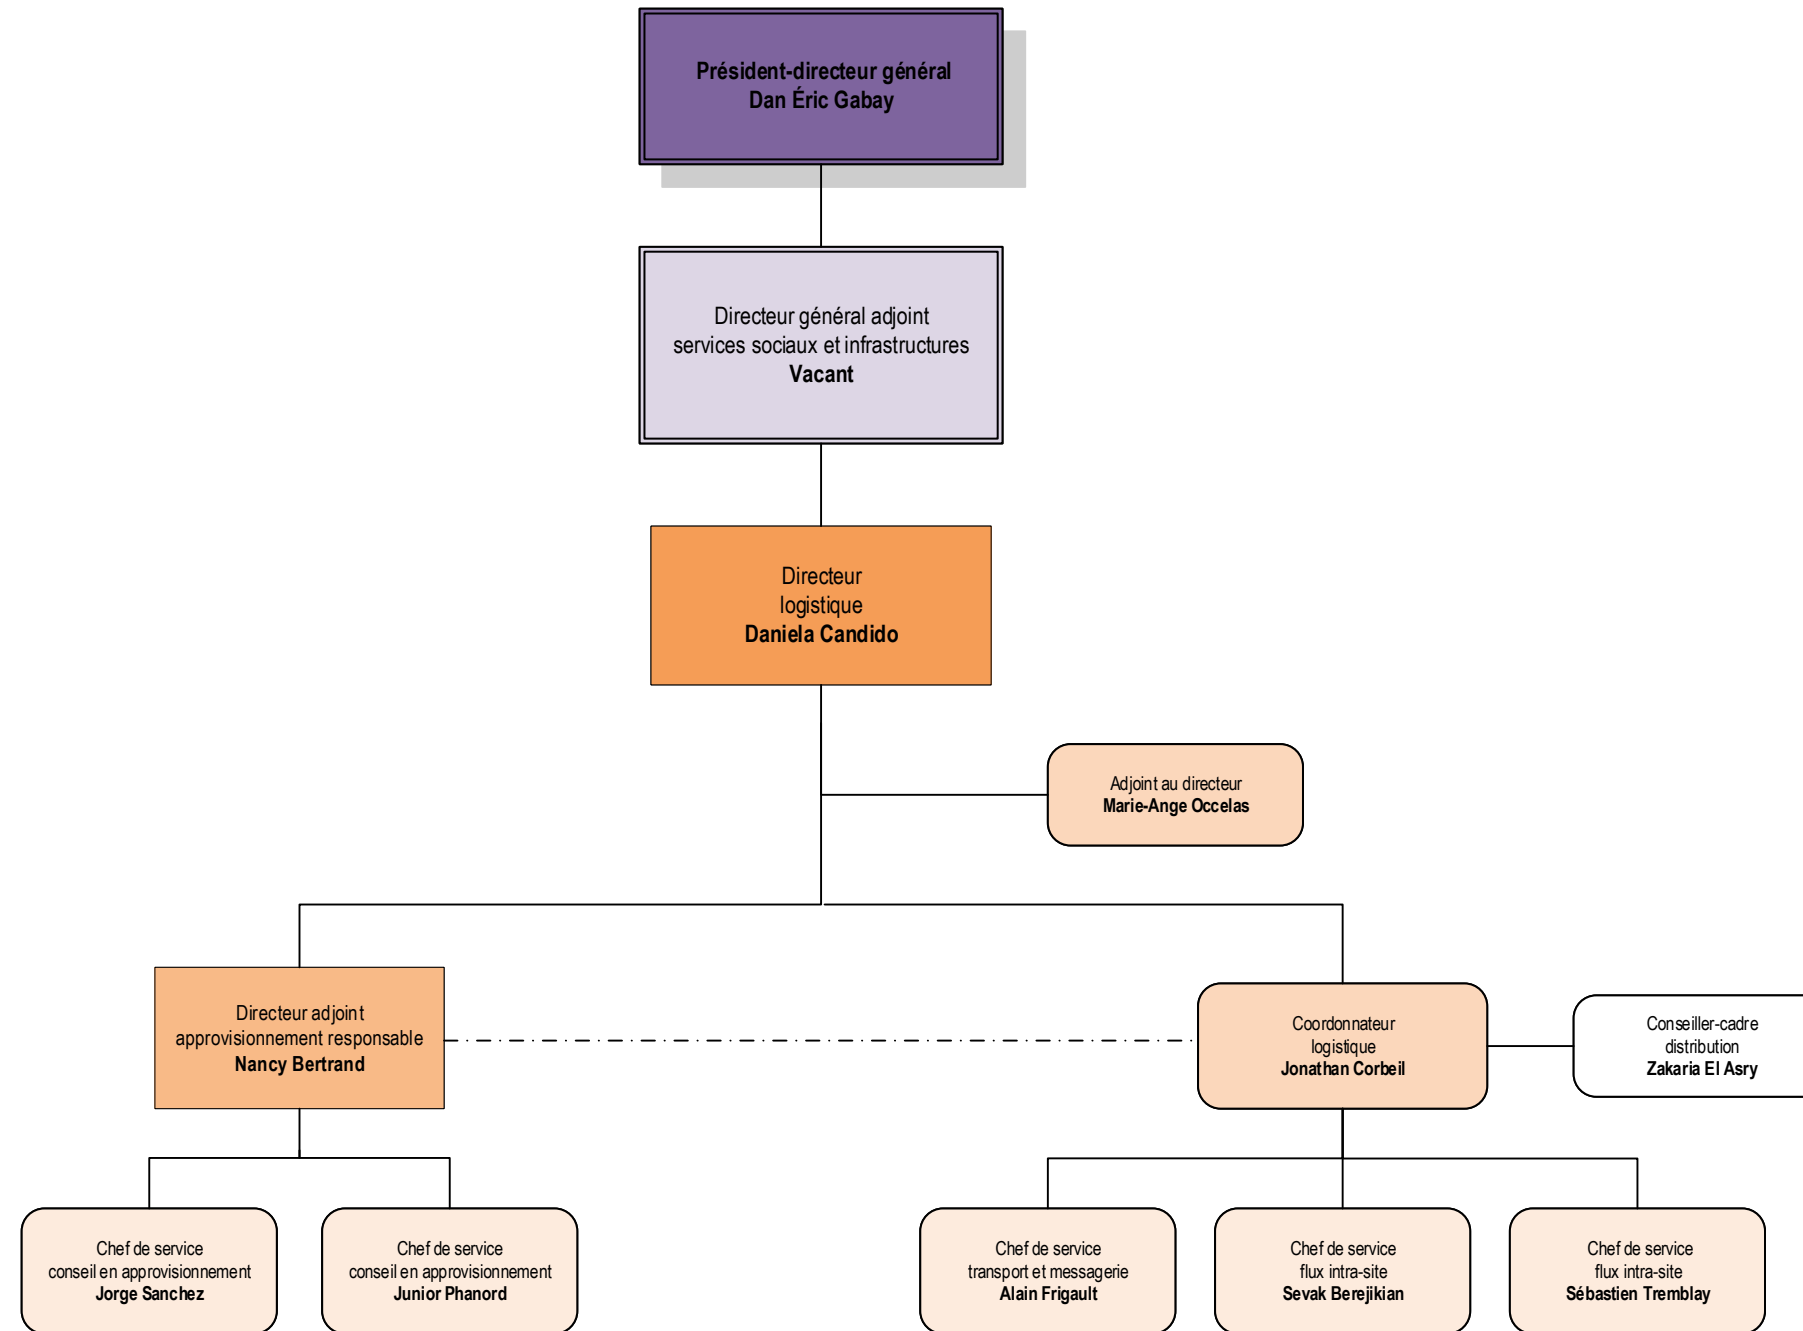 Président-directeur général
Dan Éric Gabay
Directeur général adjoint
services sociaux et infrastructures
Vacant
Directeur
logistique
Daniela Candido
Adjoint au directeur
Marie-Ange Occelas
Directeur adjoint
approvisionnement responsable
Nancy Bertrand
Coordonnateur
logistique
Jonathan Corbeil
Conseiller-cadre
distribution
Zakaria El Asry
Chef de service
conseil en approvisionnement
Jorge Sanchez
Chef de service
conseil en approvisionnement
Junior Phanord
Chef de service
transport et messagerie
Alain Frigault
Chef de service
flux intra-site
Sevak Berejikian
Chef de service
flux intra-site
Sébastien Tremblay